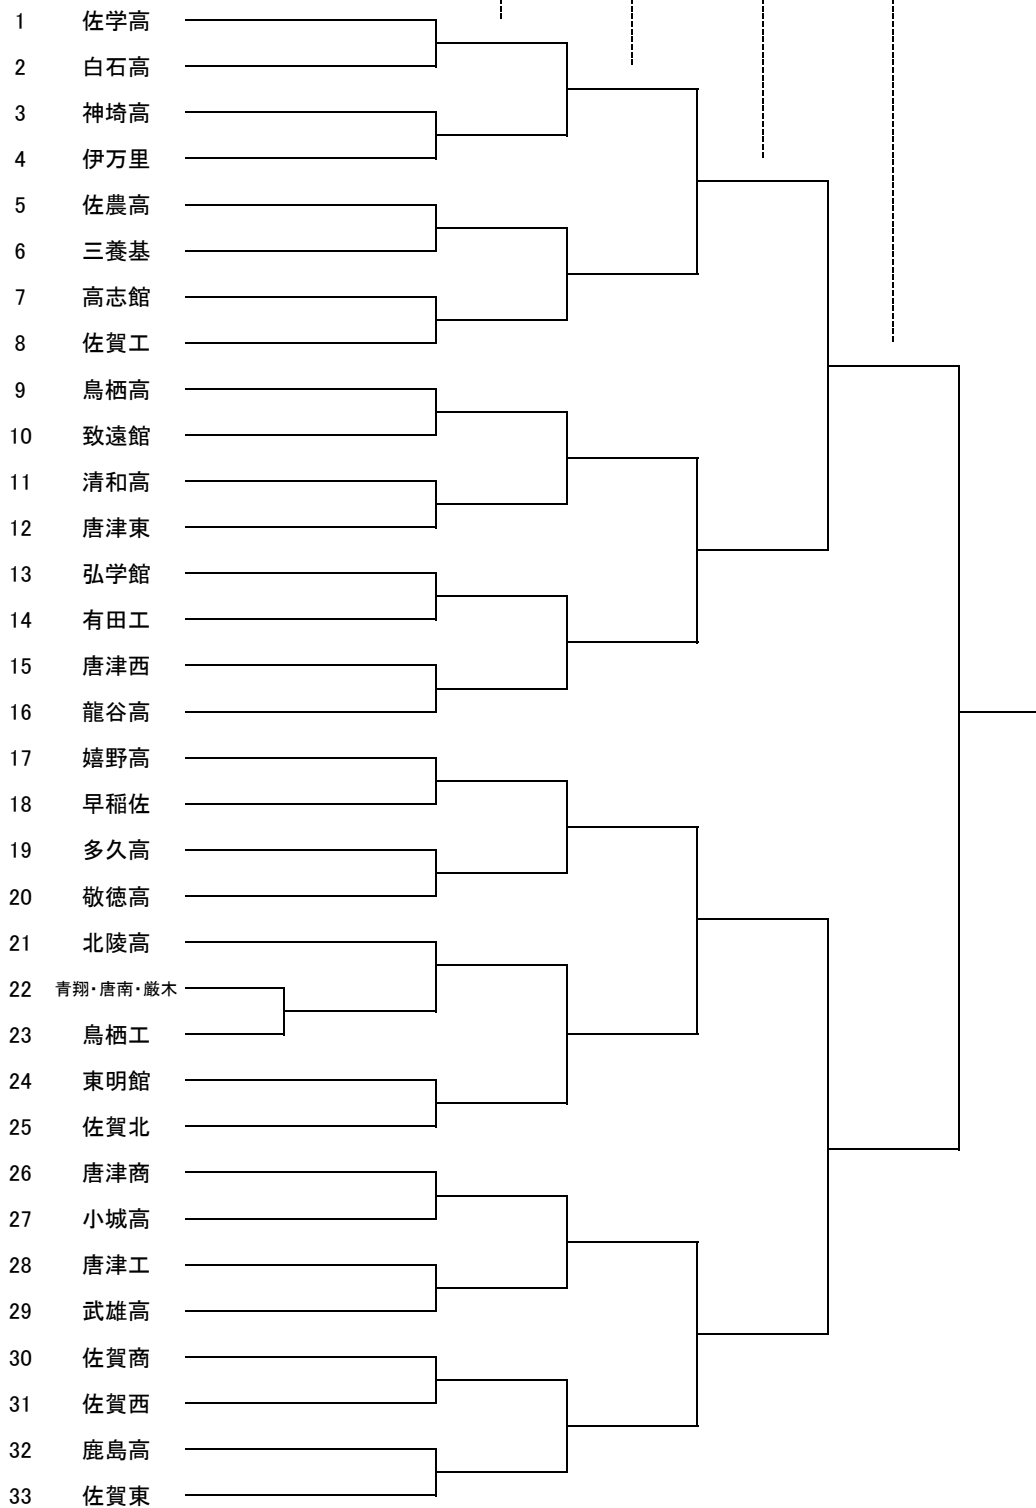 1 佐学高
2 白石高
3 神埼高
4 伊万里
5 佐農高
6 三養基
7 高志館
8 佐賀工
9 鳥栖高
10 致遠館
11 清和高
12 唐津東
13 弘学館
14 有田工
15 唐津西
16 龍谷高
17 嬉野高
18 早稲佐
19 多久高
20 敬徳高
21 北陵高
22 青翔・唐南・厳木
23 鳥栖工
24 東明館
25 佐賀北
26 唐津商
27 小城高
28 唐津工
29 武雄高
30 佐賀商
31 佐賀西
32 鹿島高
33 佐賀東